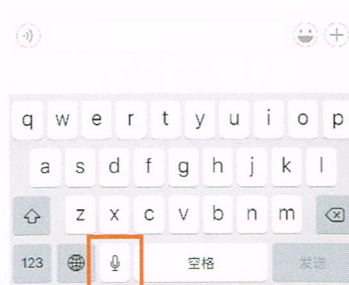 q w e r t y u i o p
a s d f g h j k l
z x c v b n m
123 空格 发送